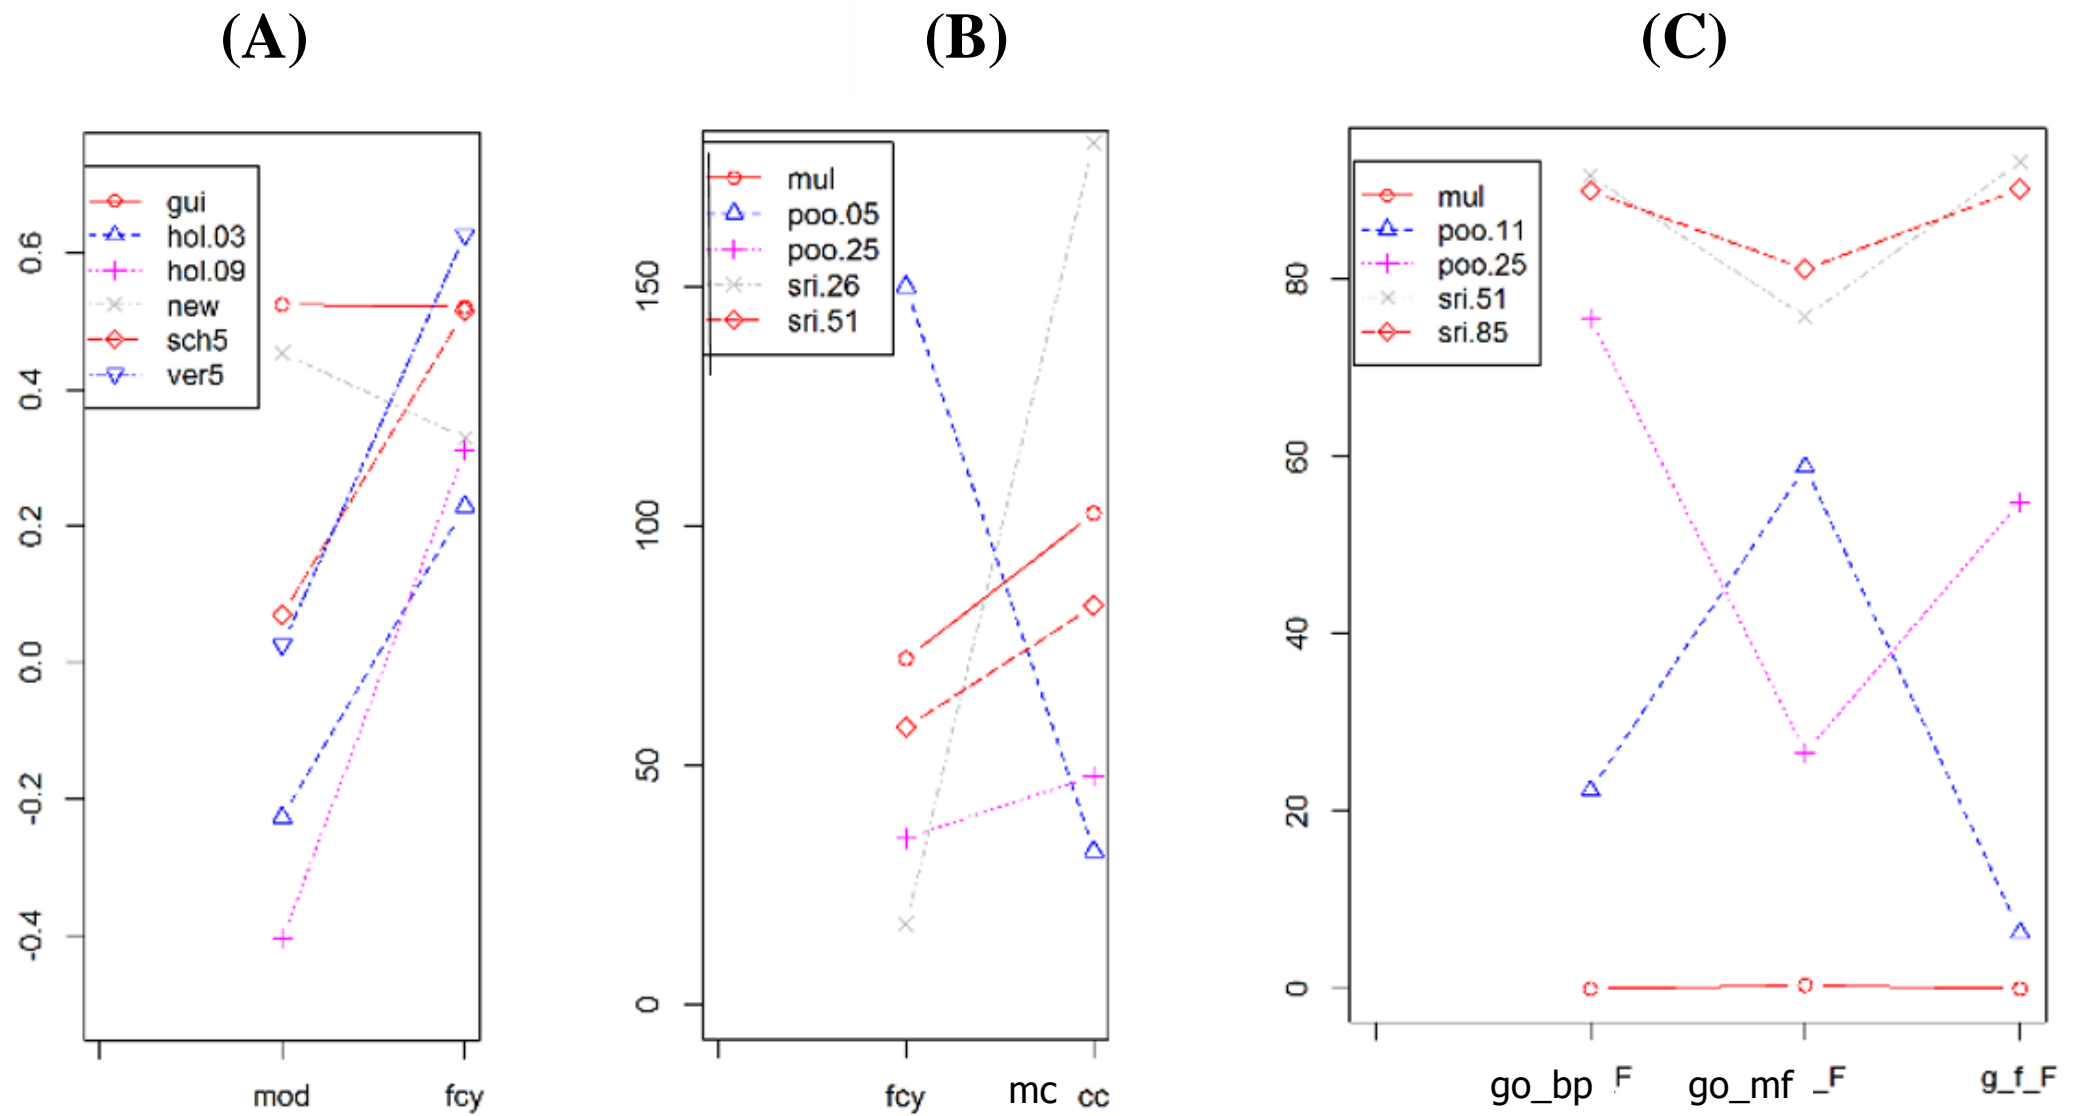 (A)
(B)
(C)
gui
hol.03
hol.09
new
sch5
ver5
0.6
0.4
0.2
0.0
-0.2
-0.4
mod
fcy
mul
poo.05
poo.25
sri.26
sri.51
150
100
50
0
fcy
mc
cc
mul
poo.11
poo.25
sri.51
sri.85
80
60
40
20
0
go_bp F
go_mf _F
g_f_F